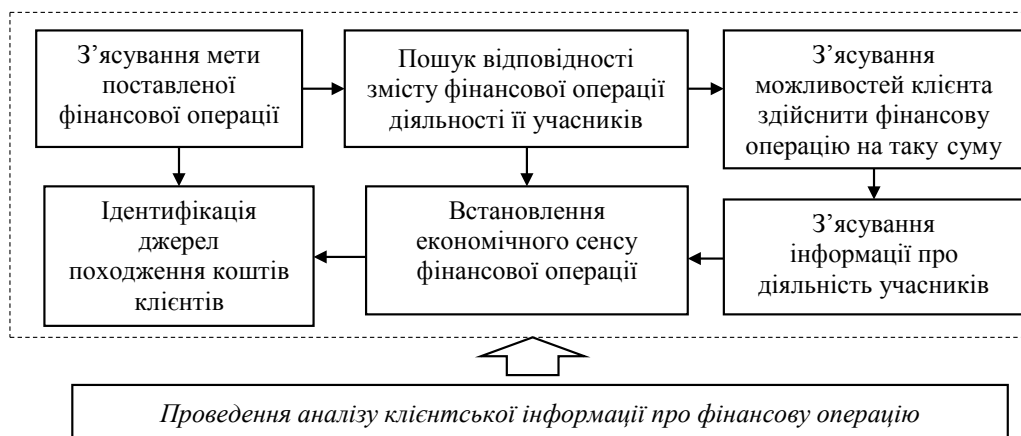 З’ясування мети
поставленої
фінансової операції
Пошук відповідності
змісту фінансової операції
діяльності її учасників
З’ясування
можливостей клієнта
здійснити фінансову
операцію на таку суму
Ідентифікація
джерел
походження коштів
клієнтів
Встановлення
економічного сенсу
фінансової операції
З’ясування
інформації про
діяльність учасників
Проведення аналізу клієнтської інформації про фінансову операцію